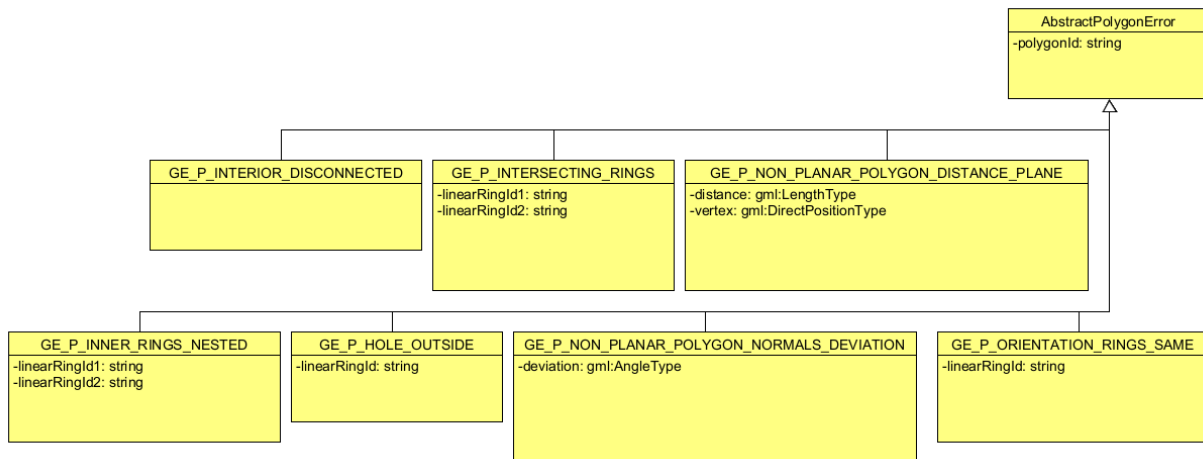 AbstractPolygonError
-polygonId: string
GE_P_INTERIOR_DISCONNECTED
GE_P_INTERSECTING_RINGS
-linearRingId1: string
-linearRingId2: string
GE_P_NON_PLANAR_POLYGON_DISTANCE_PLANE
-distance: gml:LengthType
-vertex: gml:DirectPositionType
GE_P_INNER_RINGS_NESTED
-linearRingId1: string
-linearRingId2: string
GE_P_HOLE_OUTSIDE
-linearRingId: string
GE_P_NON_PLANAR_POLYGON_NORMALS_DEVIATION
-deviation: gml:AngleType
GE_P_ORIENTATION_RINGS_SAME
-linearRingId: string